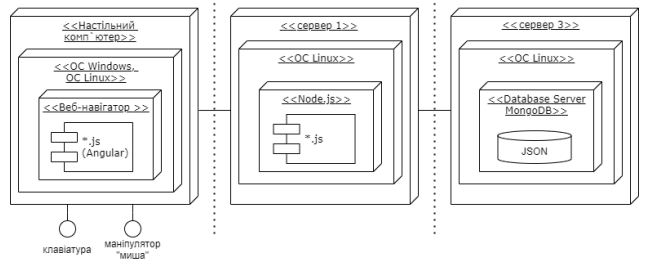 <<Настільний
комп`ютер>>
<<ОС Windows,
ОС Linux>>
<<Веб-навігатор >>
*.js
(Angular)
клавіатура
маніпулятор
"миша"
<<сервер 1>>
<<ОС Linux>>
<<Node.js>>
*.js
<<сервер 3>>
<<ОС Linux>>
<<Database Server
MongoDB>>
JSON